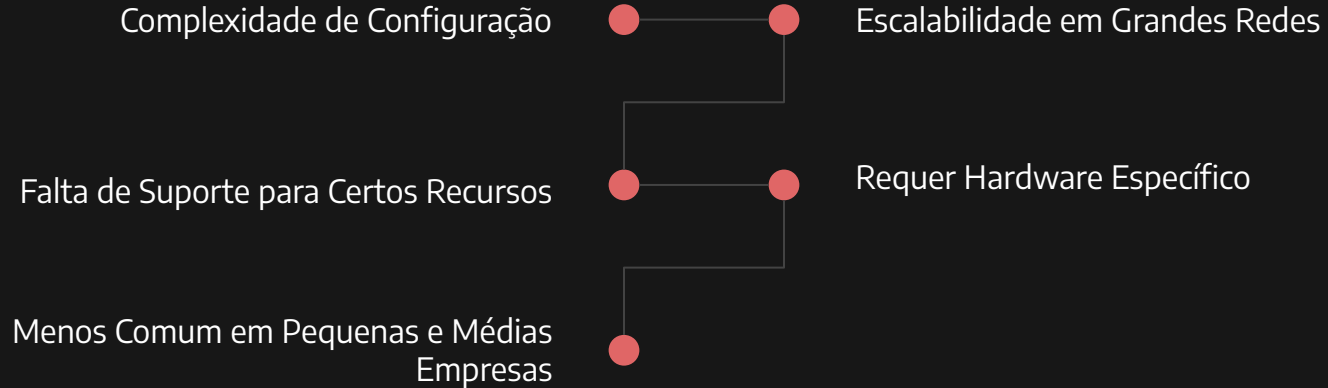 Complexidade de Configuração
Escalabilidade em Grandes Redes
Falta de Suporte para Certos Recursos
Requer Hardware Específico
Menos Comum em Pequenas e Médias
Empresas